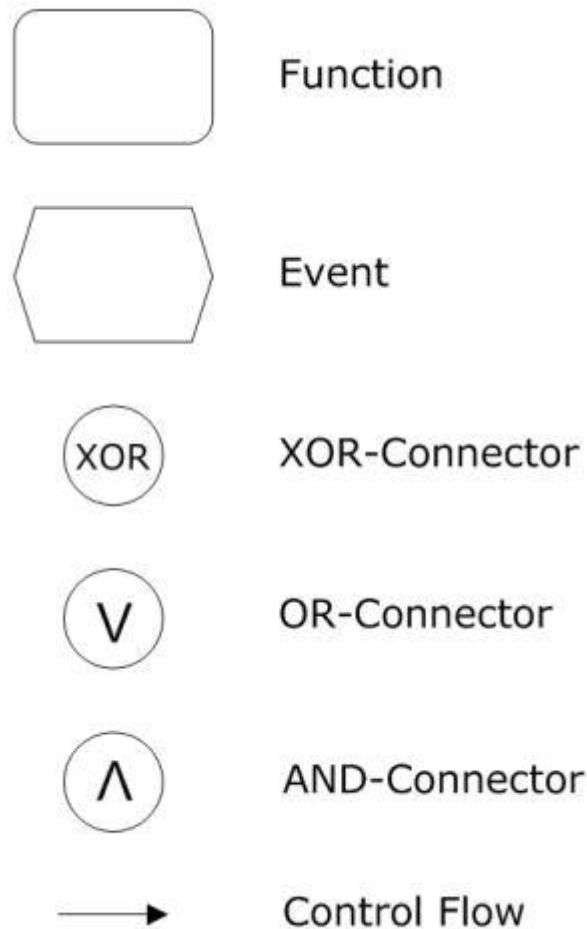 Function
Event
XOR XOR-Connector
V OR-Connector
Λ AND-Connector
Control Flow